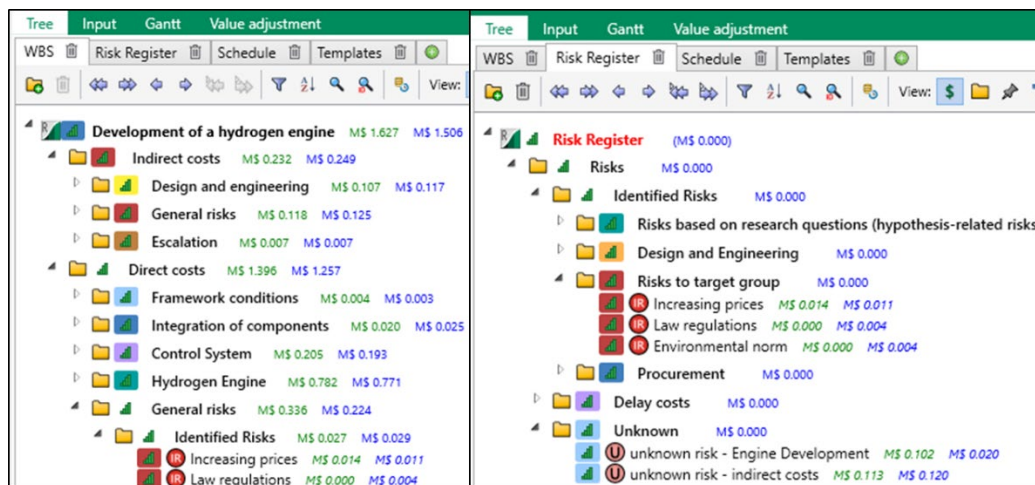 Tree Input Gantt Value adjustment
WBS Risk Register Schedule Templates
View:
Development of a hydrogen engine M$ 1.627 M$ 1.506
Indirect costs M$ 0.232 M$ 0.249
Design and engineering M$ 0.107 M$ 0.117
General risks M$ 0.118 M$ 0.125
Escalation M$ 0.007 M$ 0.007
Direct costs M$ 1.396 M$ 1.257
Framework conditions M$ 0.004 M$ 0.003
Integration of components M$ 0.020 M$ 0.025
Control System M$ 0.205 M$ 0.193
Hydrogen Engine M$ 0.782 M$ 0.771
General risks M$ 0.336 M$ 0.224
Identified Risks M$ 0.027 M$ 0.029
IR Increasing prices M$ 0.014 M$ 0.011
IR Law regulations M$ 0.000 M$ 0.004
Tree Input Gantt Value adjustment
WBS Risk Register Schedule Templates
View: $
Risk Register (M$ 0.000)
Risks M$ 0.000
Identified Risks M$ 0.000
Risks based on research questions (hypothesis-related risks
Design and Engineering M$ 0.000
Risks to target group M$ 0.000
IR Increasing prices M$ 0.014 M$ 0.011
IR Law regulations M$ 0.000 M$ 0.004
IR Environmental norm M$ 0.000 M$ 0.004
Procurement M$ 0.000
Delay costs M$ 0.000
Unknown M$ 0.000
U unknown risk - Engine Development M$ 0.102 M$ 0.020
U unknown risk - indirect costs M$ 0.113 M$ 0.120